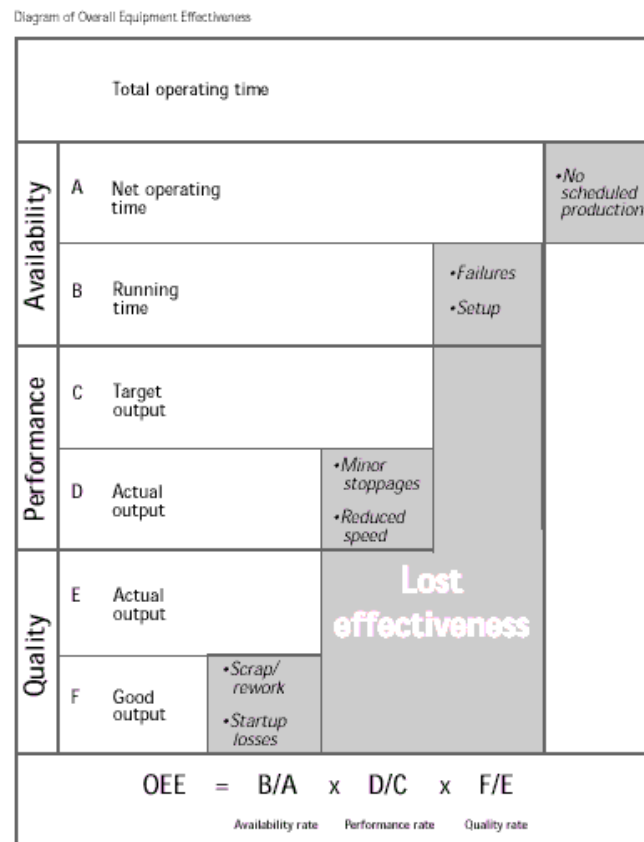 Diagram of Overall Equipment Effectiveness
Total operating time
Availability
A Net operating
time
•No
scheduled
production
B Running
time
•Failures
•Setup
Performance
C Target
output
D Actual
output
•Minor
stoppages
•Reduced
speed
Quality
E Actual
output
Lost
effectiveness
F Good
output
•Scrap/
rework
•Startup
losses
OEE = B/A x D/C x F/E
Availability rate Performance rate Quality rate